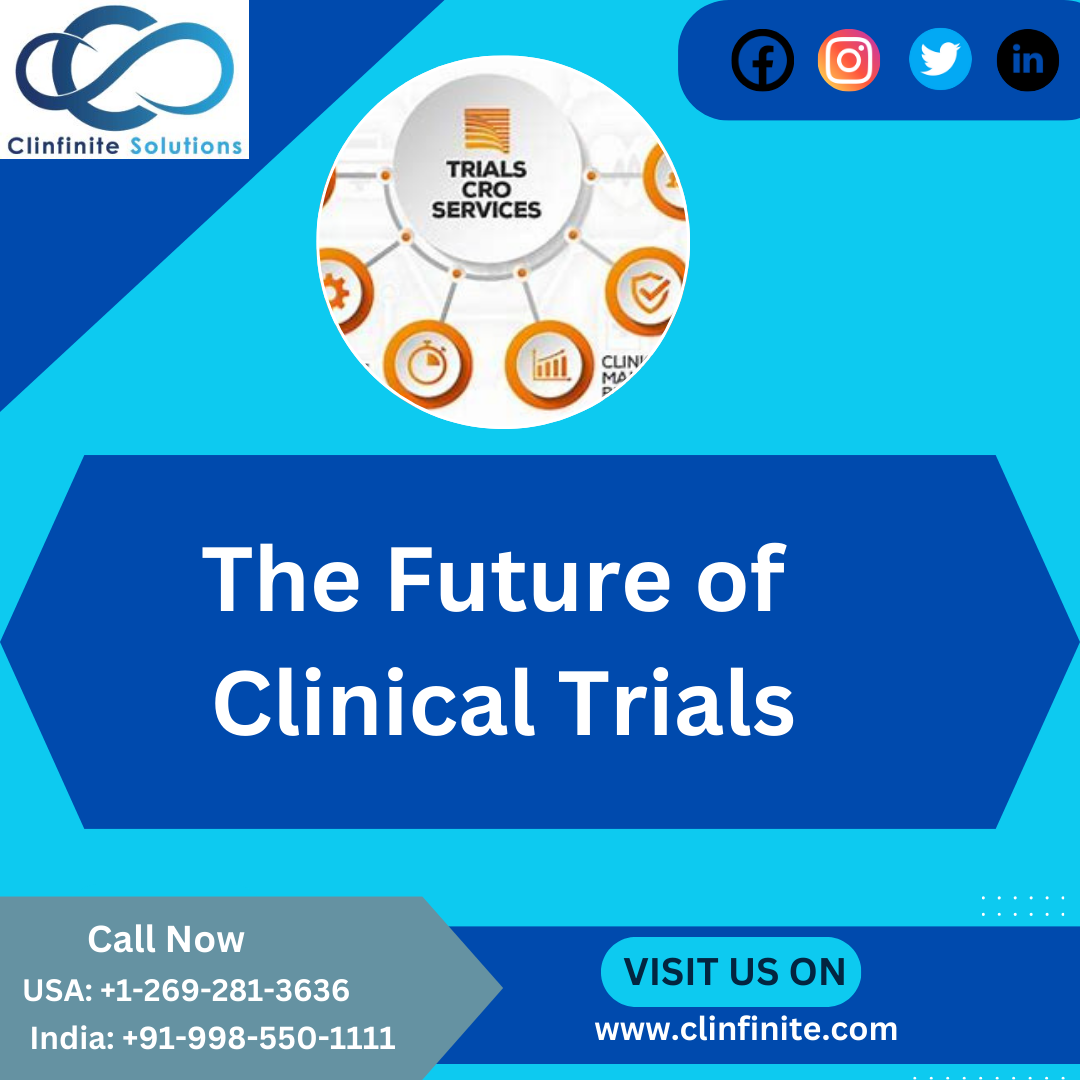 Clinfinite Solutions
TRIALS
CRO
SERVICES
The Future of
Clinical Trials
Call Now
USA: +1-269-281-3636
India: +91-998-550-1111
VISIT US ON
www.clinfinite.com